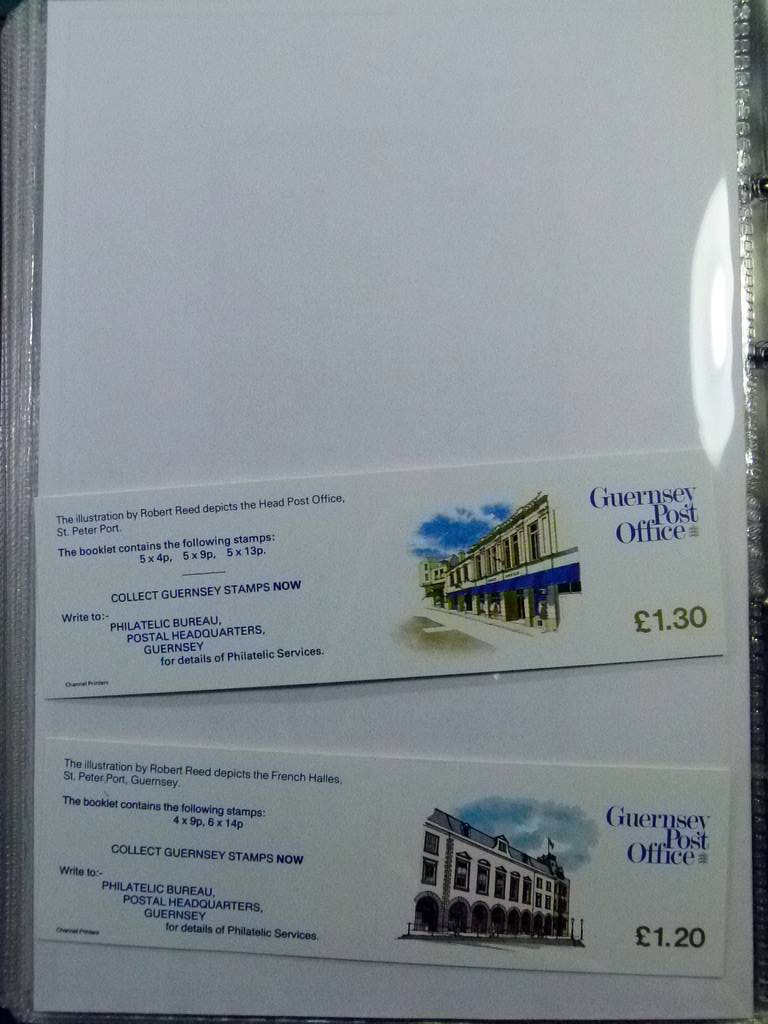 The illustration by Robert Reed depicts the Head Post Office,
St. Peter Port.
The booklet contains the following stamps:
5 x 4p, 5 x 9p, 5 x 13p.
COLLECT GUERNSEY STAMPS NOW
Write to:-
PHILATELIC BUREAU,
POSTAL HEADQUARTERS,
GUERNSEY
for details of Philatelic Services.
Channel Printers
Guernsey
Post
Office
£1.30
The illustration by Robert Reed depicts the French Halles,
St. Peter Port, Guernsey.
The booklet contains the following stamps:
4 x 9p, 6 x 14p
COLLECT GUERNSEY STAMPS NOW
Write to:-
PHILATELIC BUREAU,
POSTAL HEADQUARTERS,
GUERNSEY
for details of Philatelic Services.
Channel Printers
Guernsey
Post
Office
£1.20